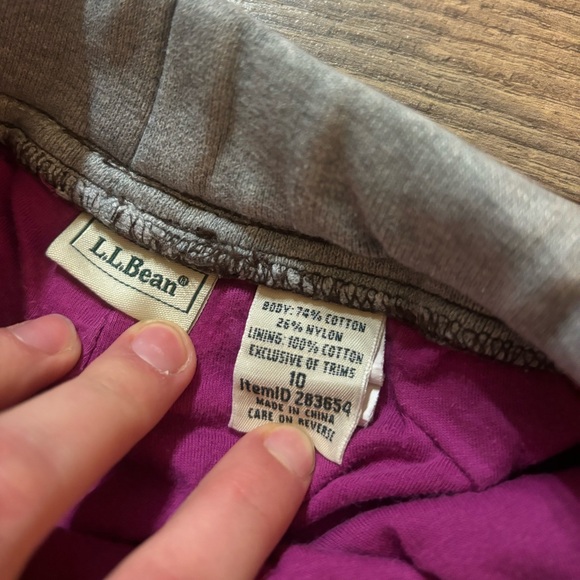 L.L.Bean®
BODY: 74% COTTON
26% NYLON
LINING: 100% COTTON
EXCLUSIVE OF TRIMS
10
ItemID 283654
MADE IN CHINA
CARE ON REVERSE